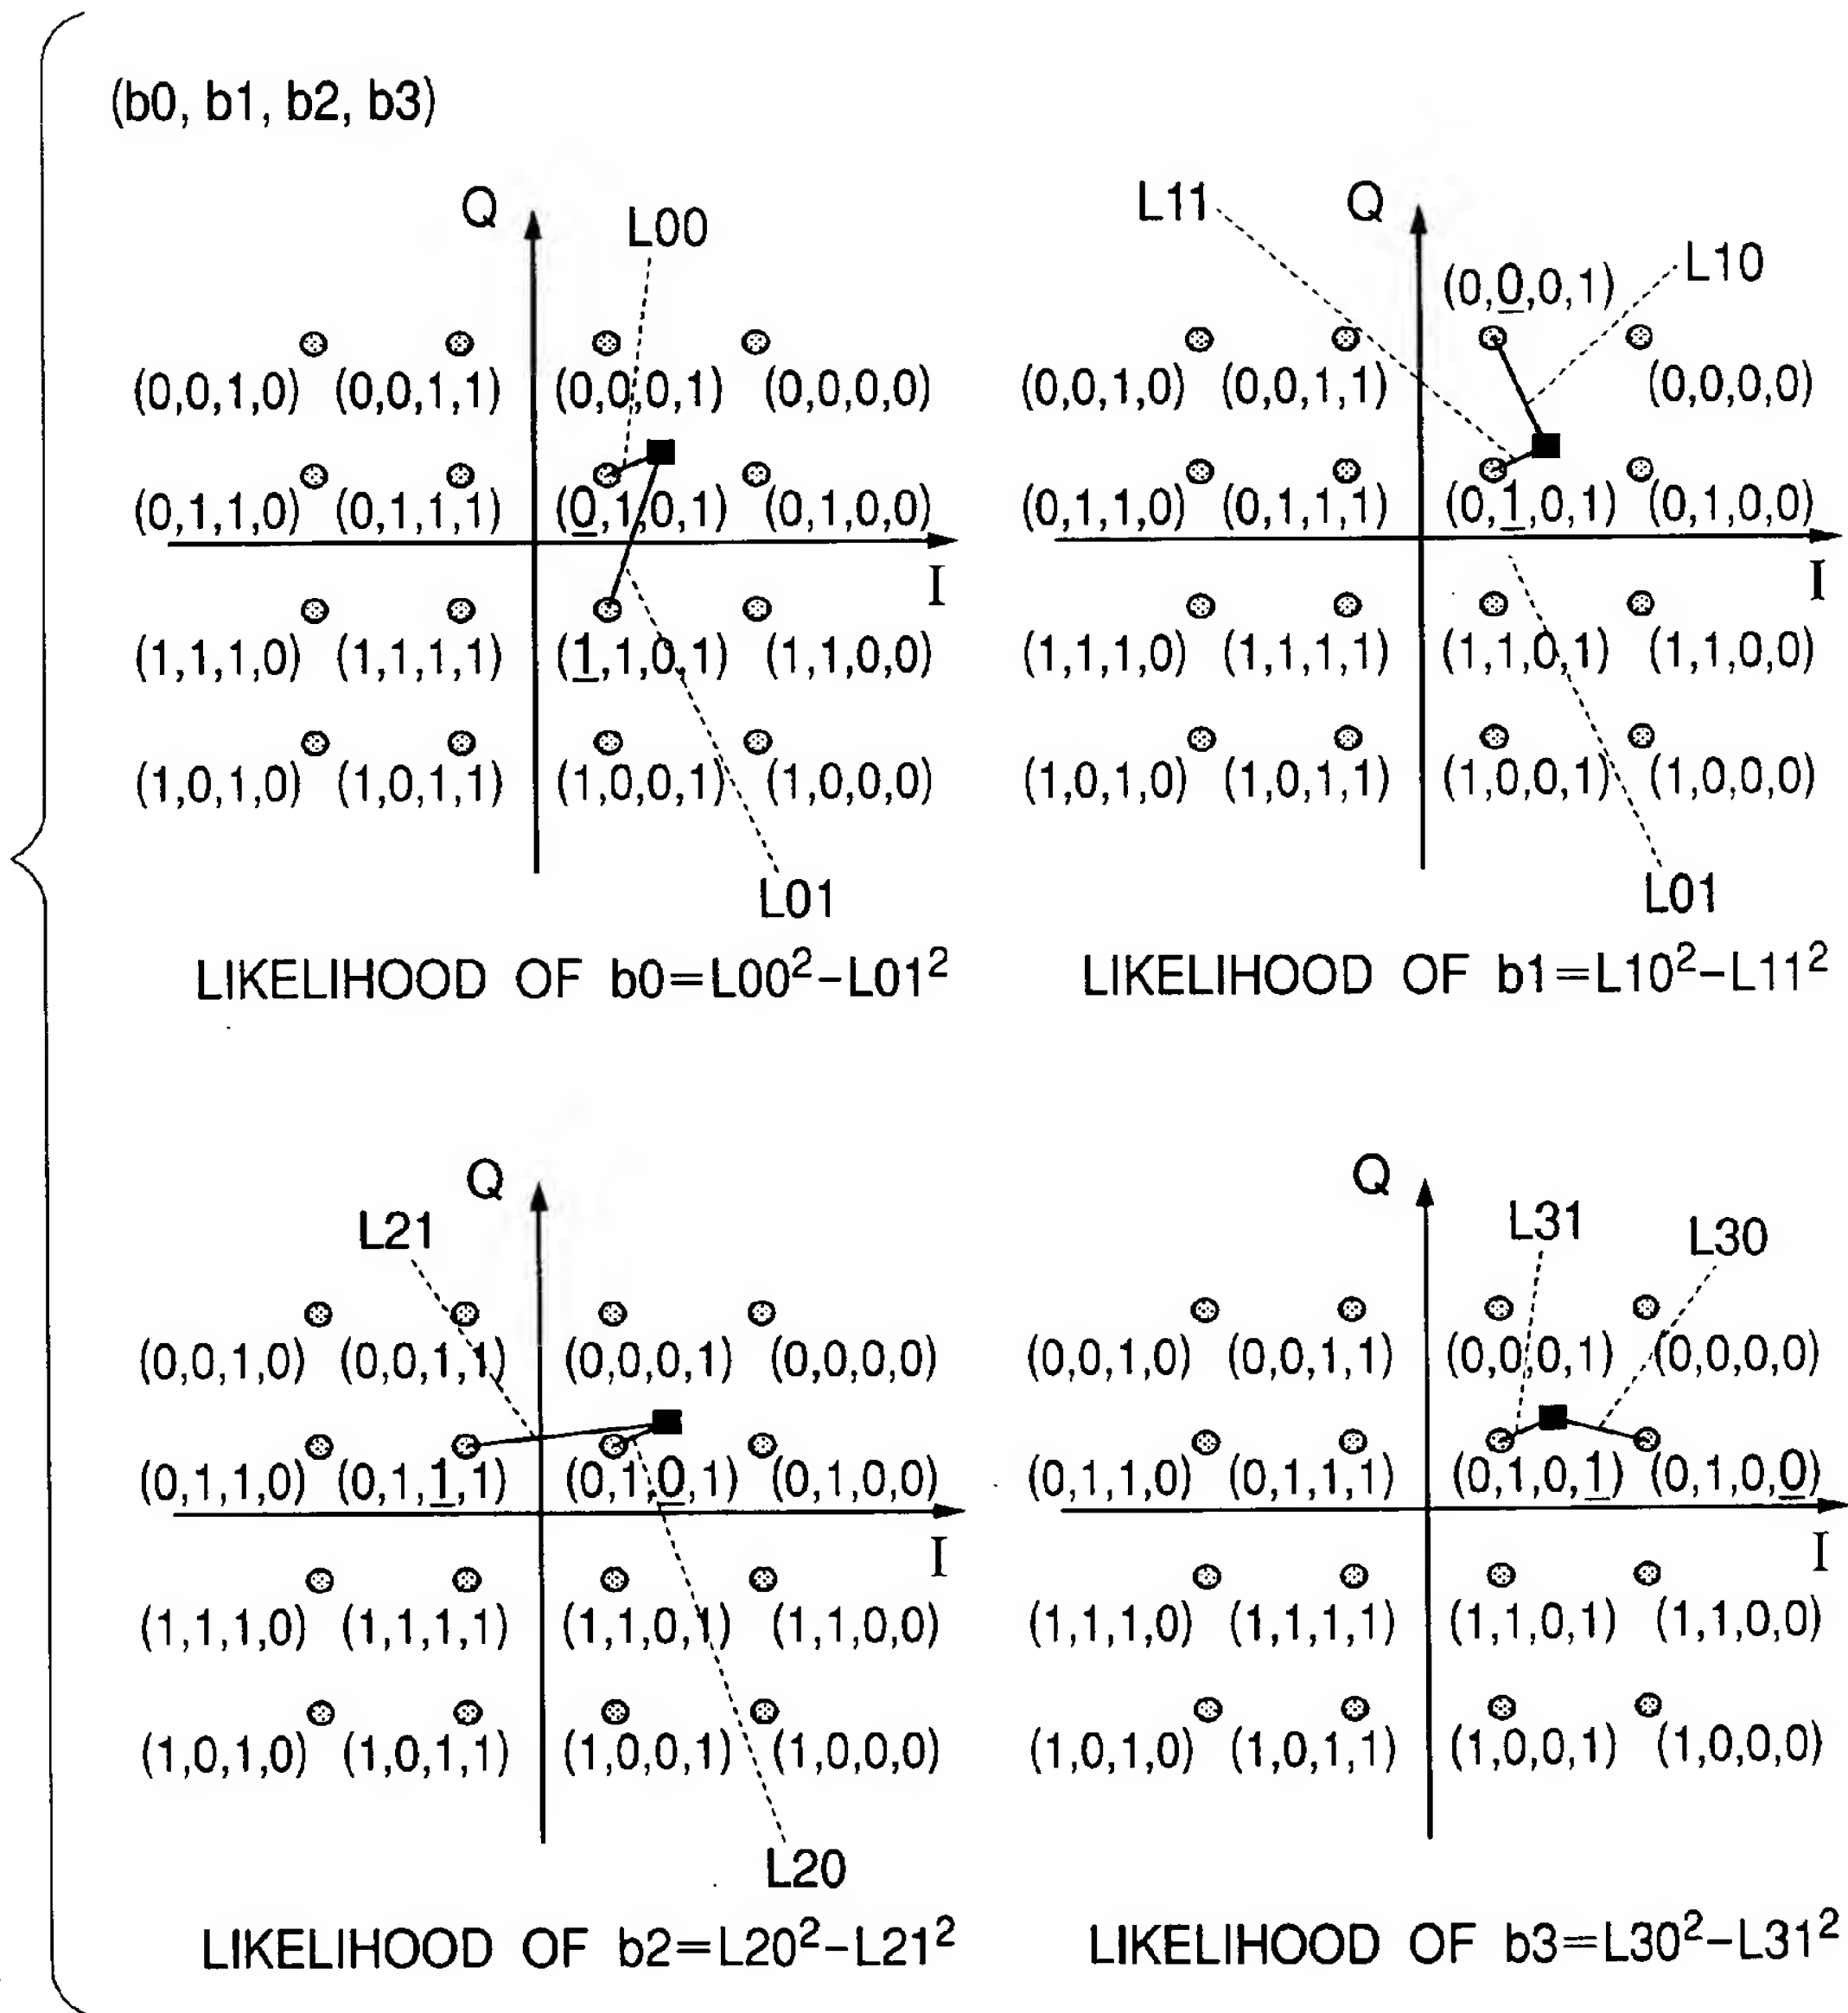 (b0, b1, b2, b3)
Q
L00
(0,0,1,0) (0,0,1,1) (0,0,0,1) (0,0,0,0)
(0,1,1,0) (0,1,1,1) (0,1,0,1) (0,1,0,0)
I
(1,1,1,0) (1,1,1,1) (1,1,0,1) (1,1,0,0)
(1,0,1,0) (1,0,1,1) (1,0,0,1) (1,0,0,0)
L01
LIKELIHOOD OF b0=L00²-L01²
L11
Q
L10
(0,0,0,1)
(0,0,1,0) (0,0,1,1) (0,0,0,0)
(0,1,1,0) (0,1,1,1) (0,1,0,1) (0,1,0,0)
I
(1,1,1,0) (1,1,1,1) (1,1,0,1) (1,1,0,0)
(1,0,1,0) (1,0,1,1) (1,0,0,1) (1,0,0,0)
L01
LIKELIHOOD OF b1=L10²-L11²
Q
L21
(0,0,1,0) (0,0,1,1) (0,0,0,1) (0,0,0,0)
(0,1,1,0) (0,1,1,1) (0,1,0,1) (0,1,0,0)
I
(1,1,1,0) (1,1,1,1) (1,1,0,1) (1,1,0,0)
(1,0,1,0) (1,0,1,1) (1,0,0,1) (1,0,0,0)
L20
LIKELIHOOD OF b2=L20²-L21²
Q
L31
L30
(0,0,1,0) (0,0,1,1) (0,0,0,1) (0,0,0,0)
(0,1,1,0) (0,1,1,1) (0,1,0,1) (0,1,0,0)
I
(1,1,1,0) (1,1,1,1) (1,1,0,1) (1,1,0,0)
(1,0,1,0) (1,0,1,1) (1,0,0,1) (1,0,0,0)
LIKELIHOOD OF b3=L30²-L31²